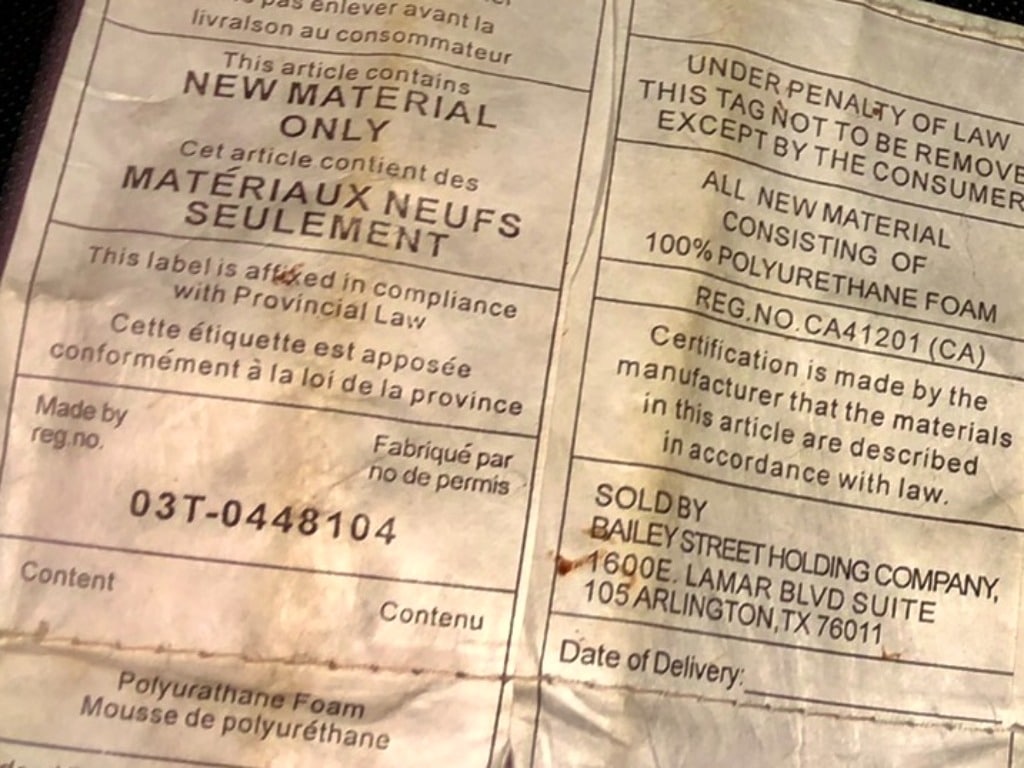 pas enlever avant la
livraison au consommateur
This article contains
NEW MATERIAL
ONLY
Cet article contient des
MATÉRIAUX NEUFS
SEULEMENT
This label is affixed in compliance
with Provincial Law
Cette étiquette est apposée
conformément à la loi de la province
Made by
reg.no.
Fabriqué par
no de permis
03T-0448104
Content
Contenu
Polyurathane Foam
Mousse de polyuréthane
UNDER PENALTY OF LAW
THIS TAG NOT TO BE REMOVE
EXCEPT BY THE CONSUMER
ALL NEW MATERIAL
CONSISTING OF
100% POLYURETHANE FOAM
REG.NO.CA41201 (CA)
Certification is made by the
manufacturer that the materials
in this article are described
in accordance with law.
SOLD BY
BAILEY STREET HOLDING COMPANY,
1600E. LAMAR BLVD SUITE
105 ARLINGTON,TX 76011
Date of Delivery: